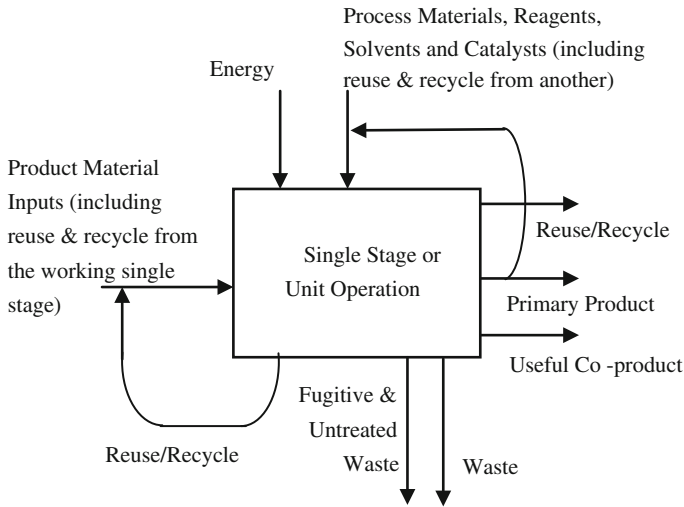 Process Materials, Reagents,
Solvents and Catalysts (including
reuse & recycle from another)
Energy
Product Material
Inputs (including
reuse & recycle from
the working single
stage)
Single Stage or
Unit Operation
Reuse/Recycle
Primary Product
Useful Co -product
Fugitive &
Untreated
Waste
Waste
Reuse/Recycle